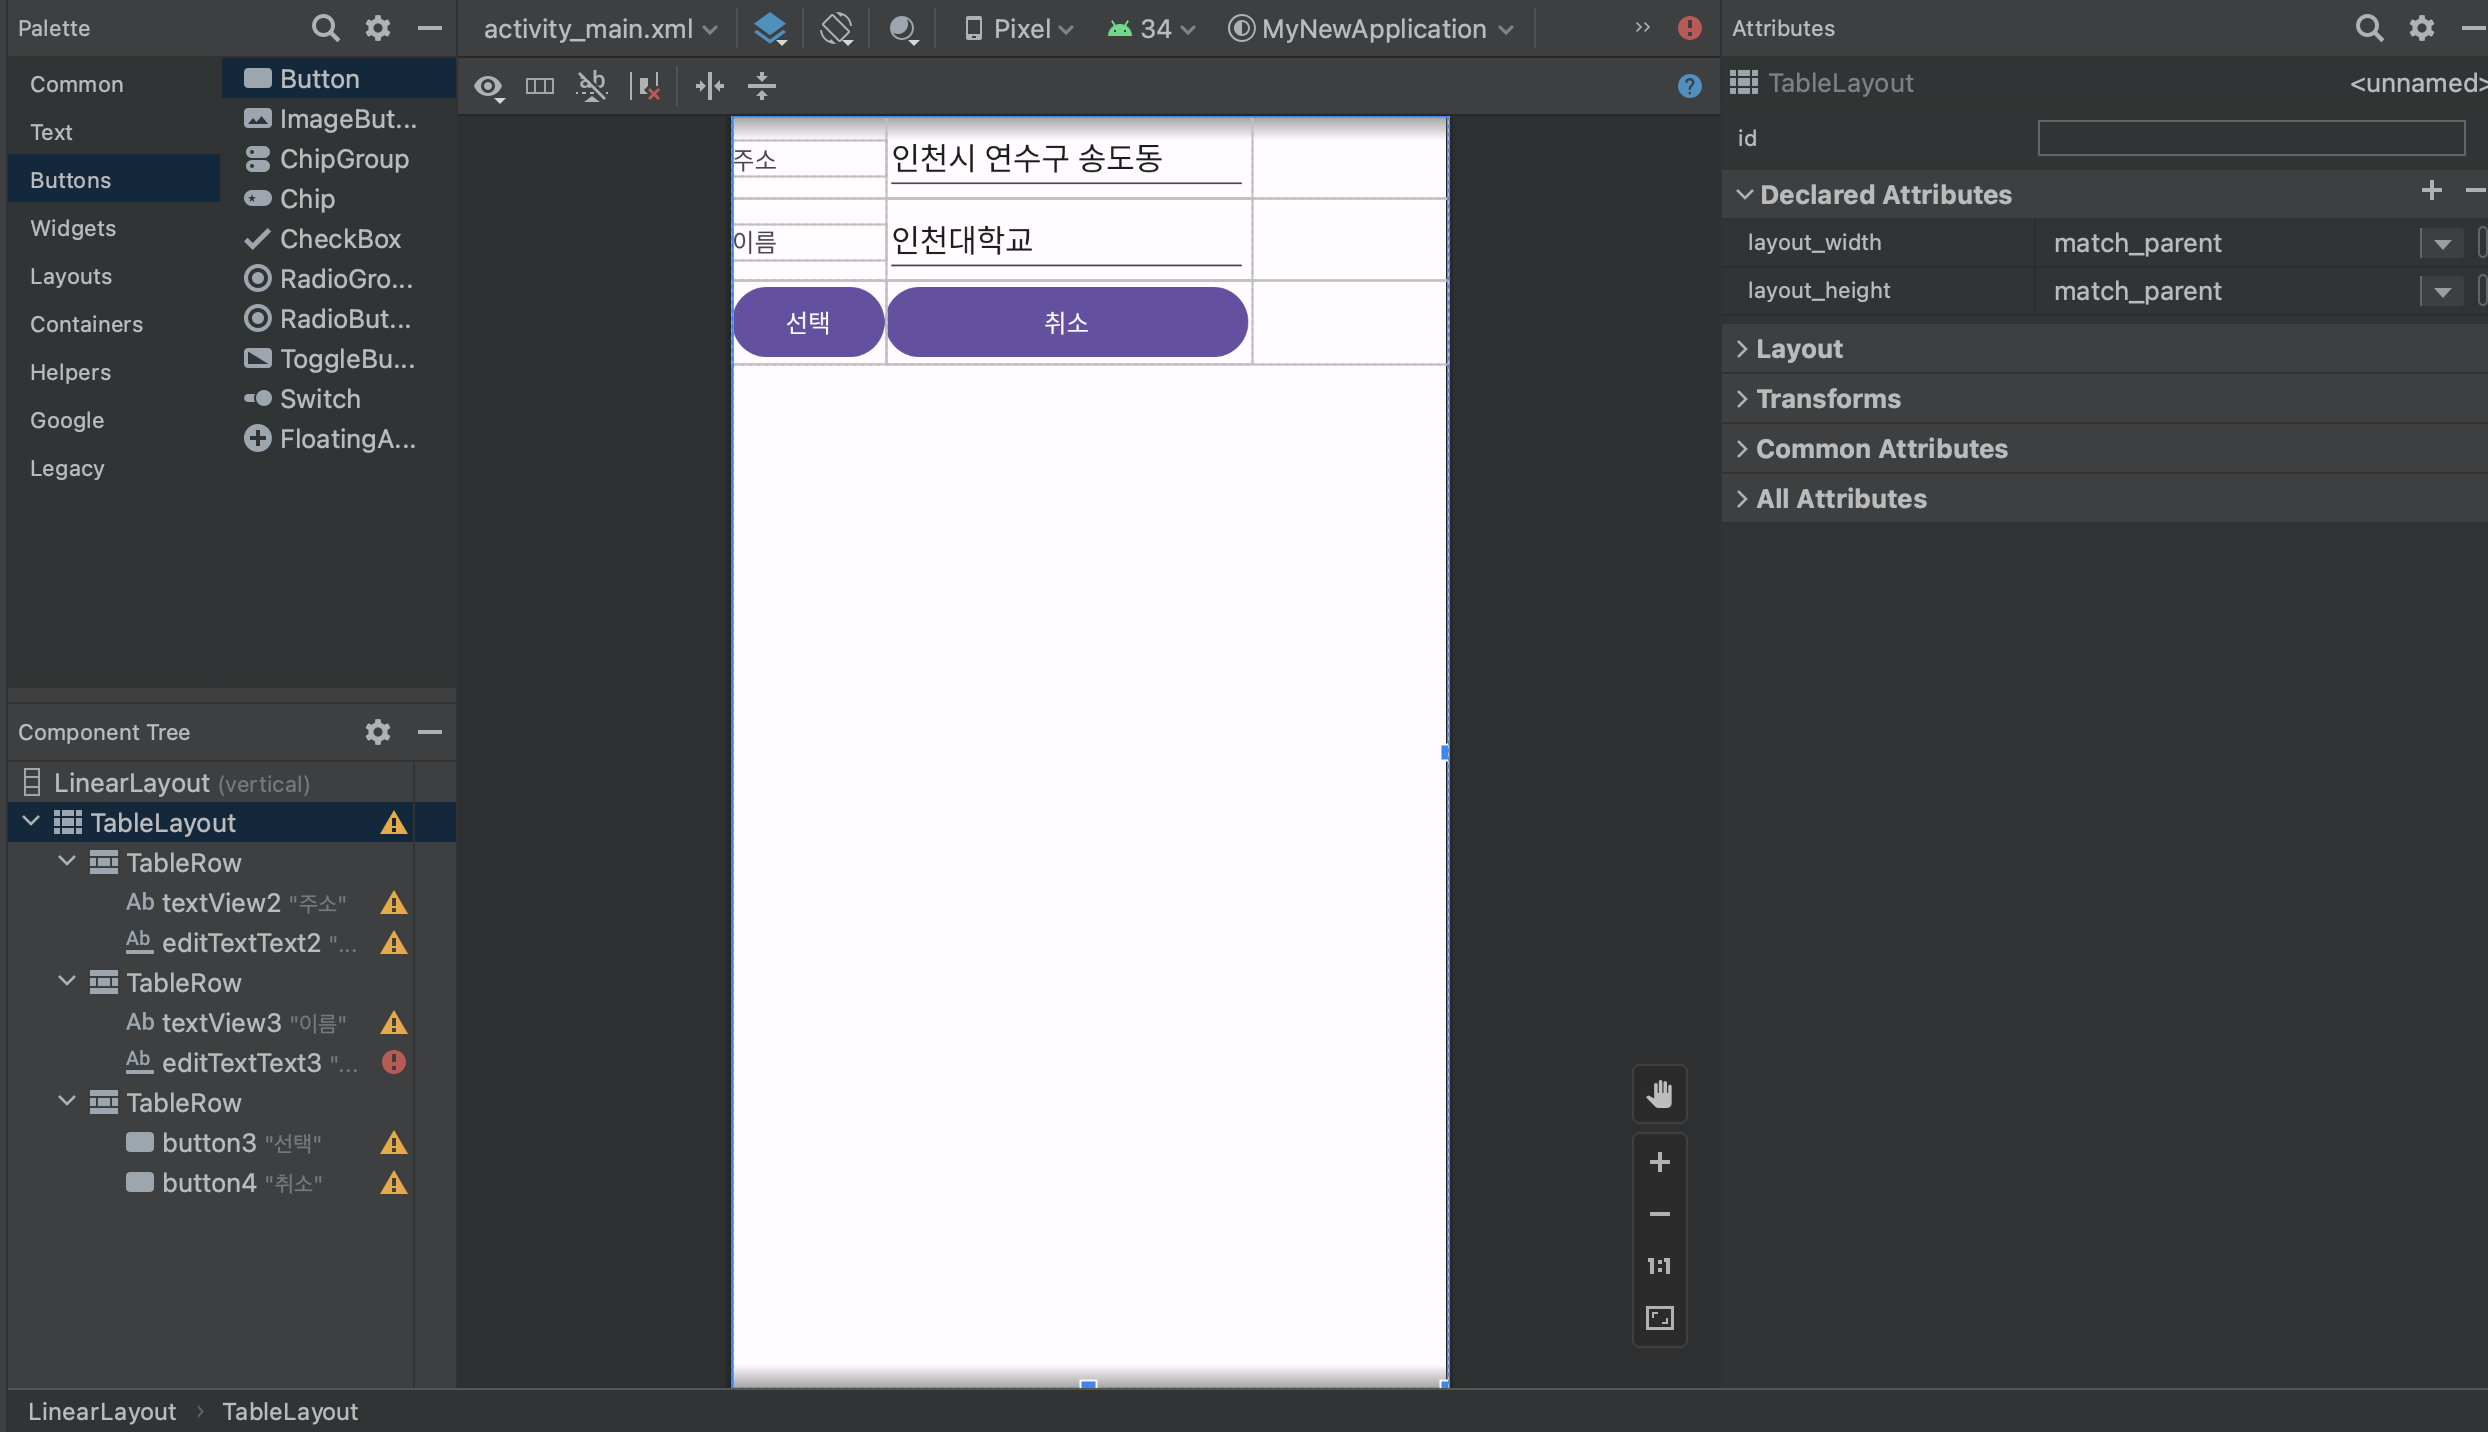 Palette
activity_main.xml
Pixel
34
MyNewApplication
Attributes
Common
Text
Buttons
Widgets
Layouts
Containers
Helpers
Google
Legacy
Button
ImageBut...
ChipGroup
Chip
CheckBox
RadioGro...
RadioBut...
ToggleBu...
Switch
FloatingA...
주소
인천시 연수구 송도동
이름
인천대학교
선택
취소
TableLayout
<unnamed>
id
Declared Attributes
layout_width
match_parent
layout_height
match_parent
Layout
Transforms
Common Attributes
All Attributes
Component Tree
LinearLayout (vertical)
TableLayout
TableRow
Ab textView2 "주소"
Ab editTextText2 "...
TableRow
Ab textView3 "이름"
Ab editTextText3 "...
TableRow
button3 "선택"
button4 "취소"
1:1
LinearLayout > TableLayout